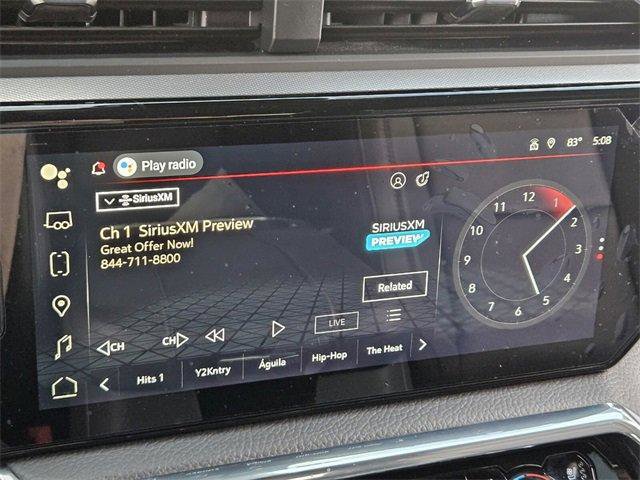 Play radio
83° 5:08
SiriusXM
Ch 1 SiriusXM Preview
Great Offer Now!
844-711-8800
SIRIUSXM
PREVIEW
Related
CH CH LIVE
Hits 1 Y2Kntry Águila Hip-Hop The Heat
12
1
2
3
4
5
6
7
8
9
10
11